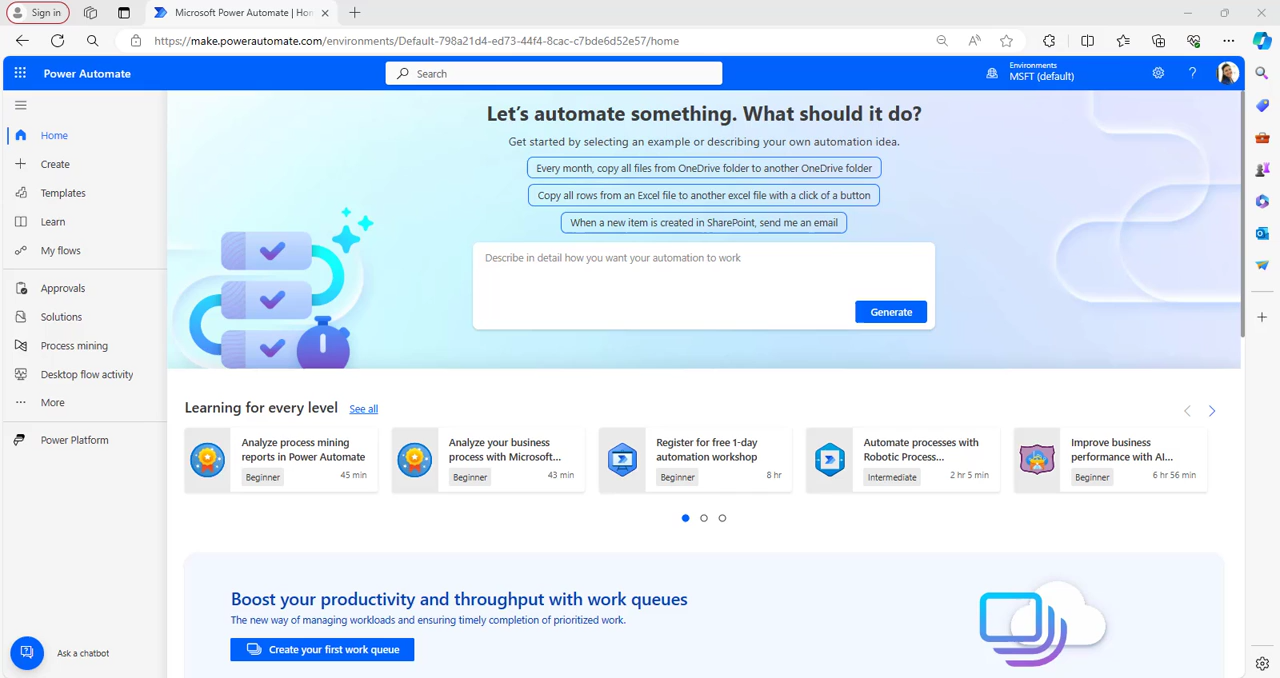 Sign in
Microsoft Power Automate | Hon
https://make.powerautomate.com/environments/Default-798a21d4-ed73-44f4-8cac-c7bde6d52e57/home
Power Automate
Search
Environments
MSFT (default)
Home
Create
Templates
Learn
My flows
Approvals
Solutions
Process mining
Desktop flow activity
More
Power Platform
Ask a chatbot
Let's automate something. What should it do?
Get started by selecting an example or describing your own automation idea.
Every month, copy all files from OneDrive folder to another OneDrive folder
Copy all rows from an Excel file to another excel file with a click of a button
When a new item is created in SharePoint, send me an email
Describe in detail how you want your automation to work
Generate
Learning for every level See all
Analyze process mining
reports in Power Automate
Beginner 45 min
Analyze your business
process with Microsoft...
Beginner 43 min
Register for free 1-day
automation workshop
Beginner 8 hr
Automate processes with
Robotic Process...
Intermediate 2 hr 5 min
Improve business
performance with AI...
Beginner 6 hr 56 min
Boost your productivity and throughput with work queues
The new way of managing workloads and ensuring timely completion of prioritized work.
Create your first work queue